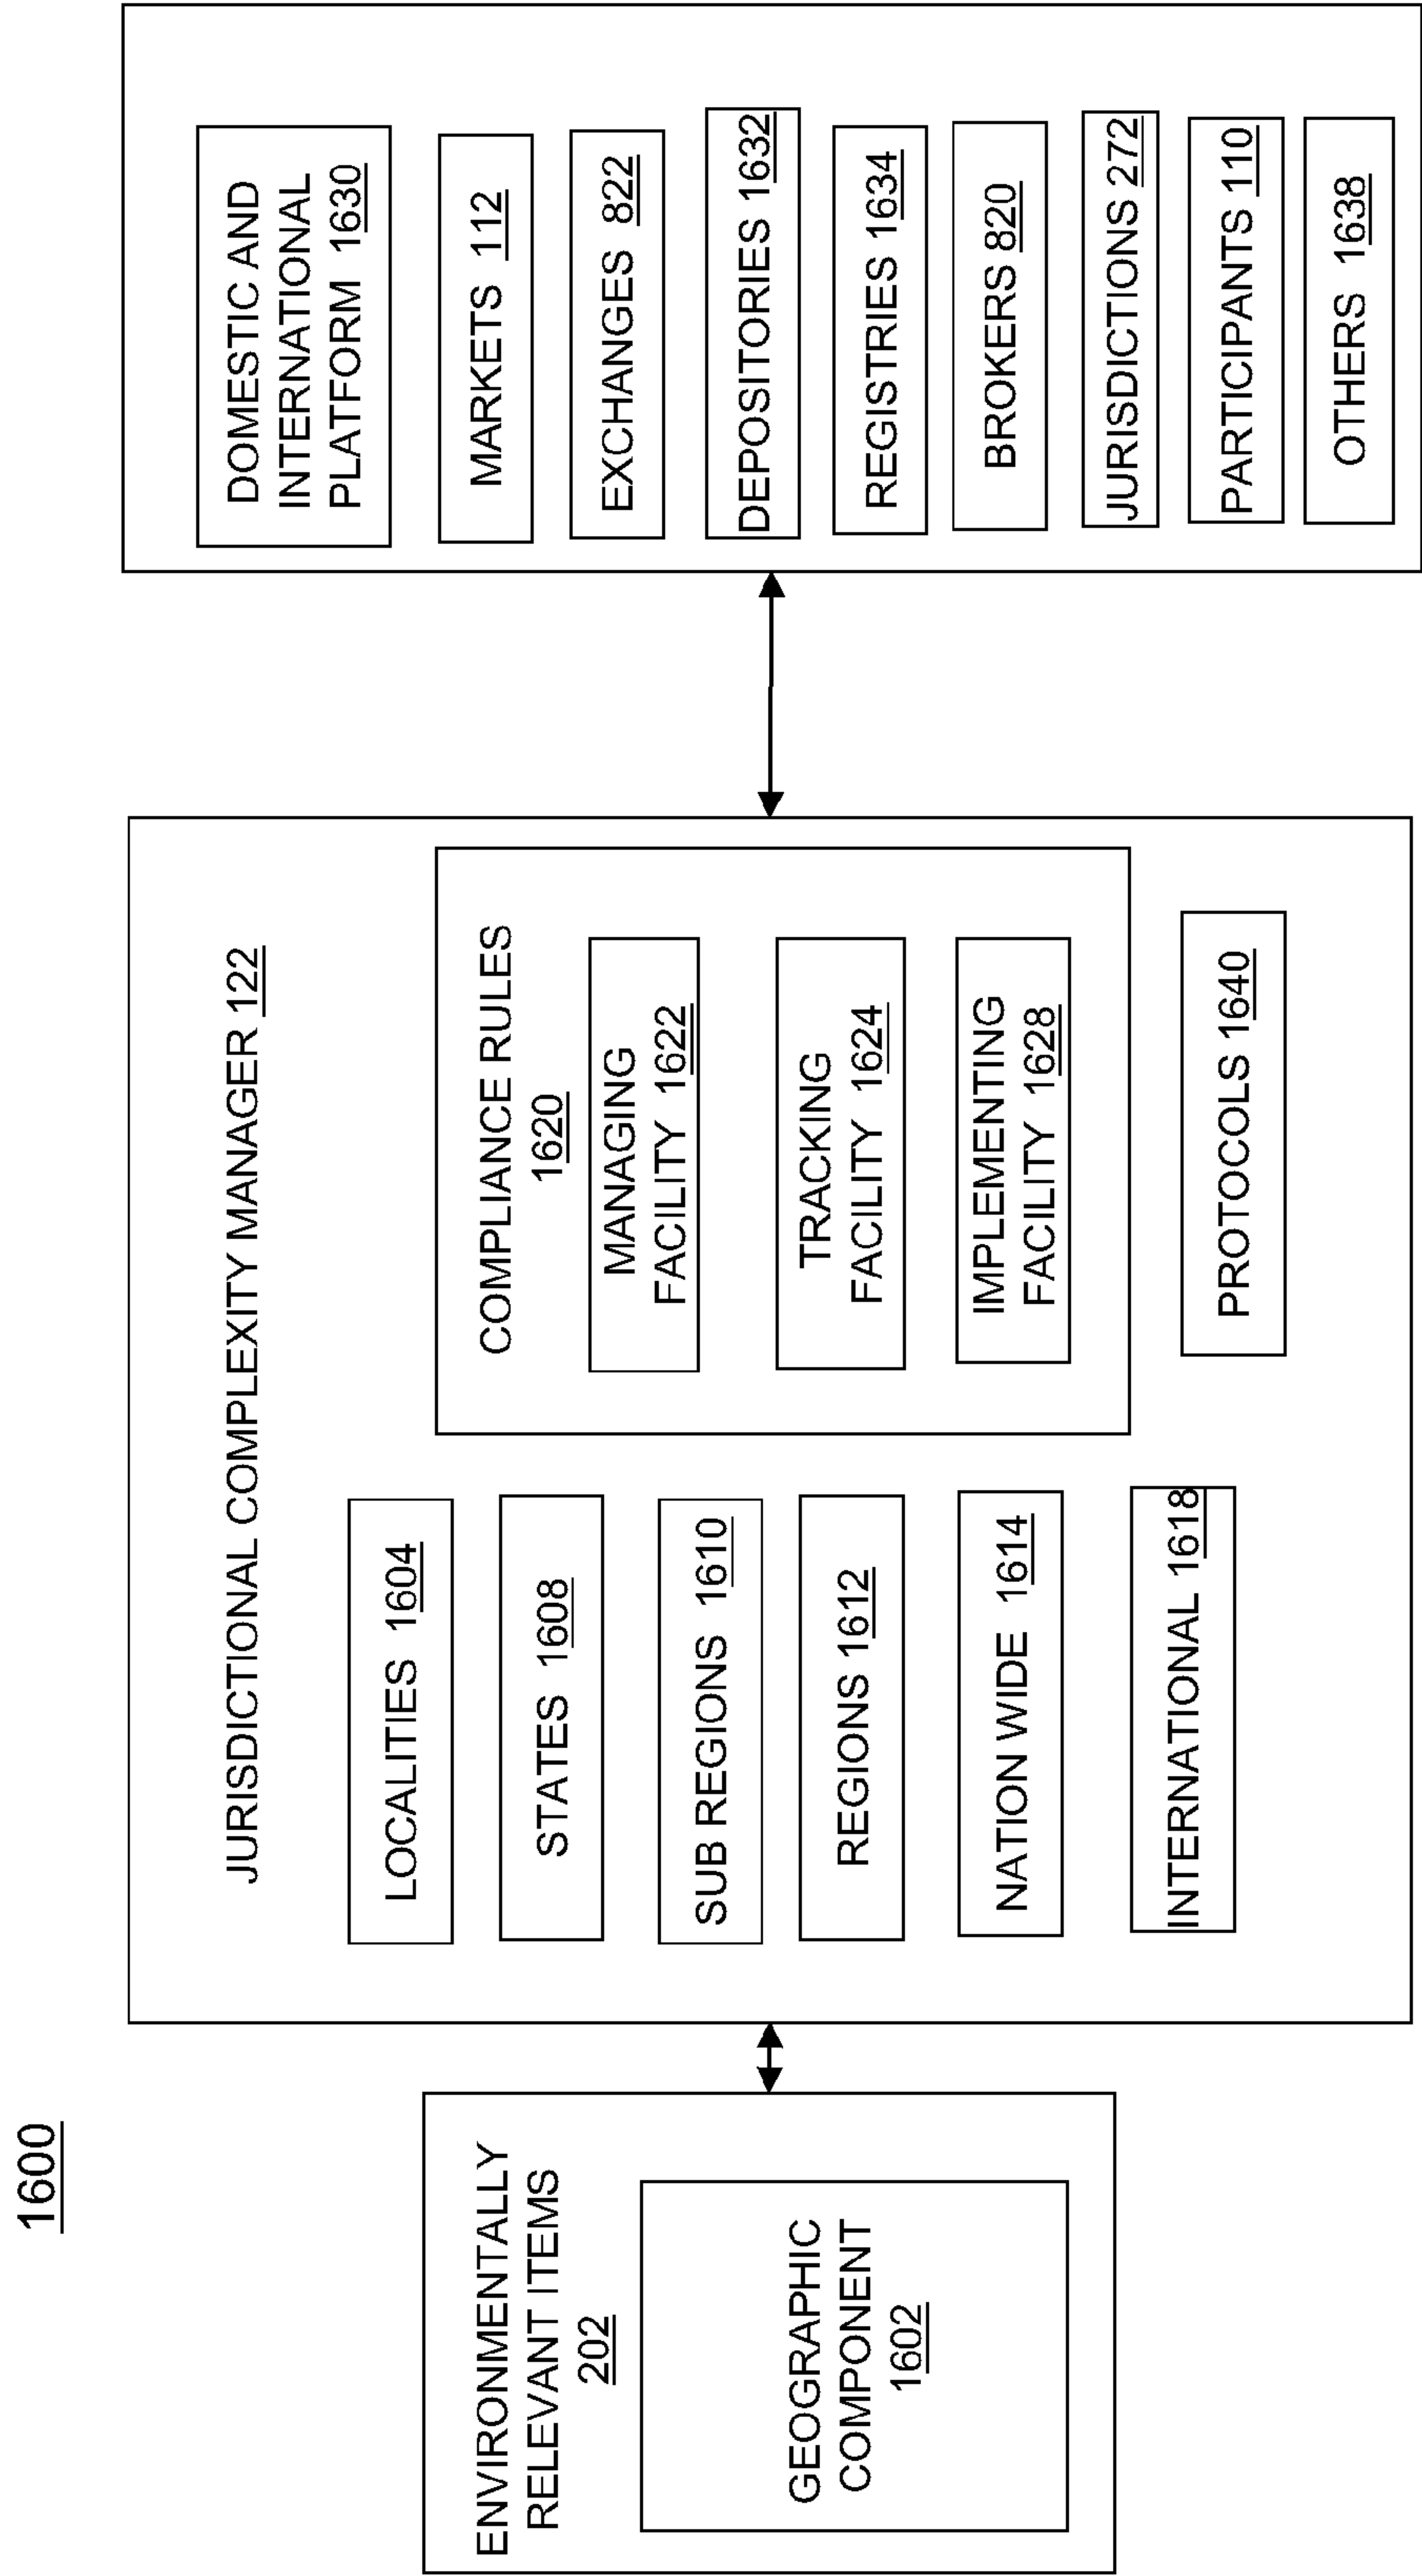 1600
ENVIRONMENTALLY
RELEVANT ITEMS
202
GEOGRAPHIC
COMPONENT
1602
JURISDICTIONAL COMPLEXITY MANAGER 122
LOCALITIES 1604
STATES 1608
SUB REGIONS 1610
REGIONS 1612
NATION WIDE 1614
INTERNATIONAL 1618
COMPLIANCE RULES
1620
MANAGING
FACILITY 1622
TRACKING
FACILITY 1624
IMPLEMENTING
FACILITY 1628
PROTOCOLS 1640
DOMESTIC AND
INTERNATIONAL
PLATFORM 1630
MARKETS 112
EXCHANGES 822
DEPOSITORIES 1632
REGISTRIES 1634
BROKERS 820
JURISDICTIONS 272
PARTICIPANTS 110
OTHERS 1638